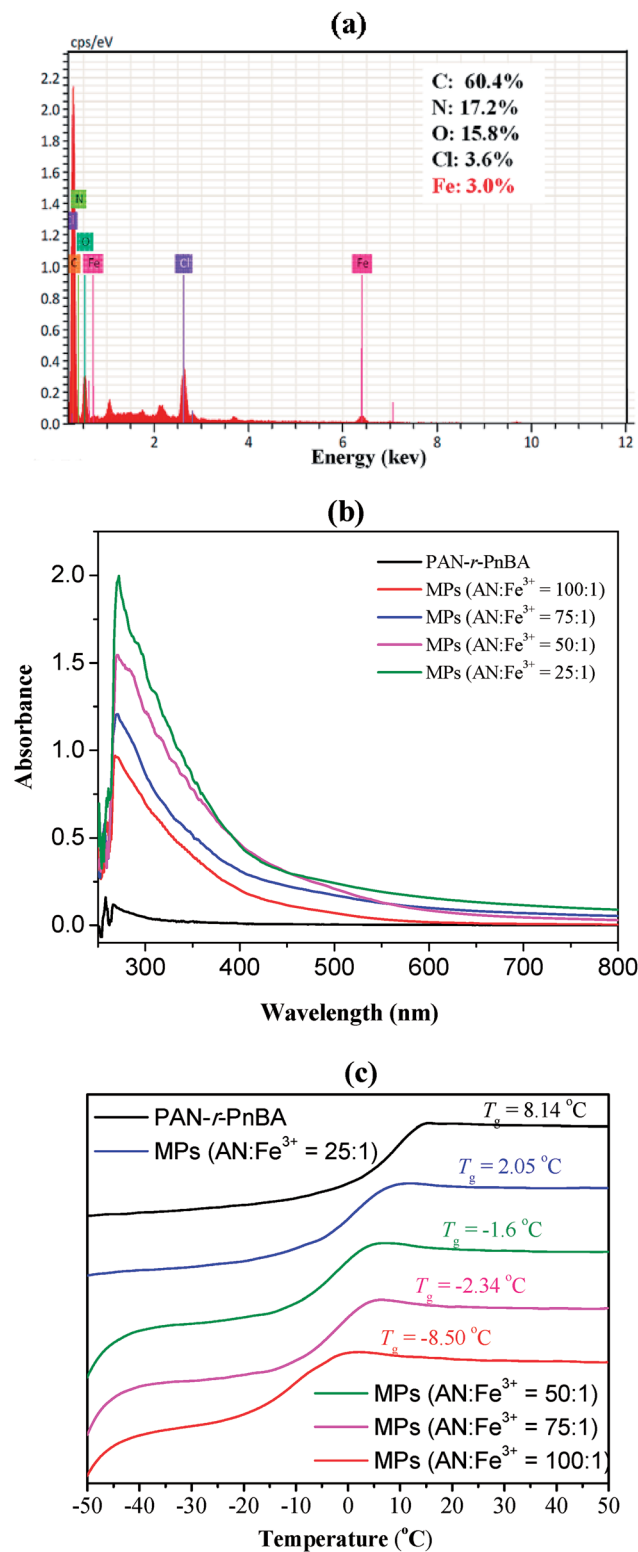 (a)
cps/eV
2.2
2.0
1.8
1.6
1.4
1.2
1.0
0.8
0.6
0.4
0.2
0.0
N
O
C
Fe
Cl
Fe
C: 60.4%
N: 17.2%
O: 15.8%
Cl: 3.6%
Fe: 3.0%
2 4 6 8 10 12
Energy (kev)
(b)
Absorbance
2.0
1.5
1.0
0.5
0.0
PAN-r-PnBA
MPs (AN:Fe³⁺ = 100:1)
MPs (AN:Fe³⁺ = 75:1)
MPs (AN:Fe³⁺ = 50:1)
MPs (AN:Fe³⁺ = 25:1)
300 400 500 600 700 800
Wavelength (nm)
(c)
PAN-r-PnBA
MPs (AN:Fe³⁺ = 25:1)
Tg = 8.14 °C
Tg = 2.05 °C
Tg = -1.6 °C
Tg = -2.34 °C
Tg = -8.50 °C
MPs (AN:Fe³⁺ = 50:1)
MPs (AN:Fe³⁺ = 75:1)
MPs (AN:Fe³⁺ = 100:1)
-50 -40 -30 -20 -10 0 10 20 30 40 50
Temperature (°C)